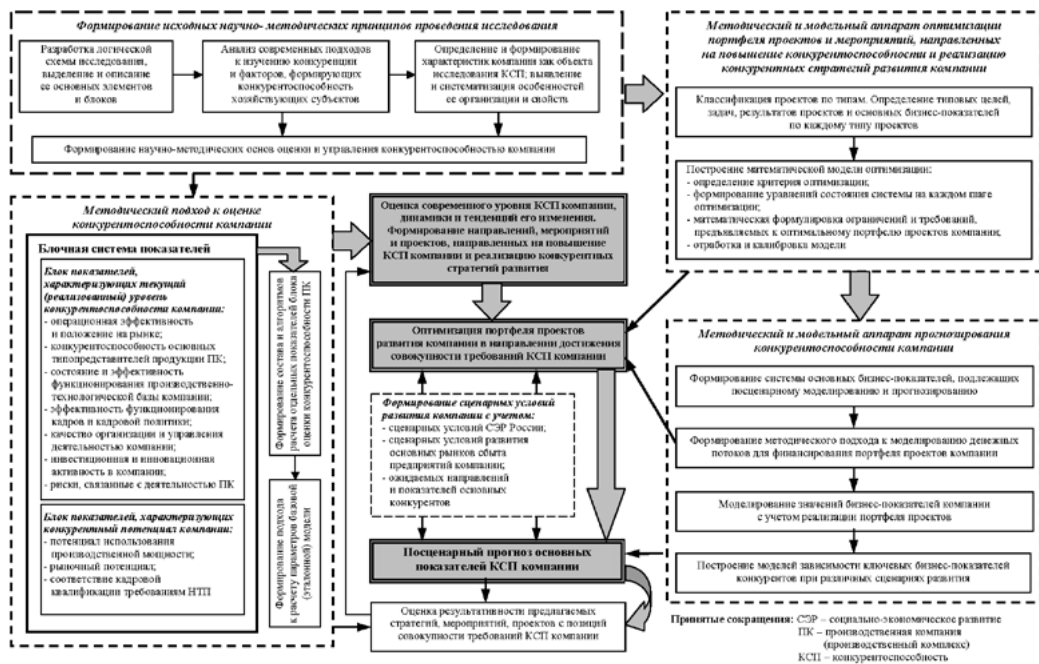 Формирование исходных научно- методических принципов проведения исследования
Разработка логической
схемы исследования,
выделение и описание
ее основных элементов
и блоков
Анализ современных подходов
к изучению конкуренции
и факторов, формирующих
конкурентоспособность
хозяйствующих субъектов
Определение и формирование
характеристик компании как объекта
исследования КСП; выявление
и систематизация особенностей
ее организации и свойств
Формирование научно-методических основ оценки и управления конкурентоспособностью компании
Методический и модельный аппарат оптимизации
портфеля проектов и мероприятий, направленных
на повышение конкурентоспособности и реализацию
конкурентных стратегий развития компании
Классификация проектов по типам. Определение типовых целей,
задач, результатов проектов и основных бизнес-показателей
по каждому типу проектов
Построение математической модели оптимизации:
- определение критерия оптимизации;
- формирование уравнений состояния системы на каждом шаге
оптимизации;
- математическая формулировка ограничений и требований,
предъявляемых к оптимальному портфелю проектов компании;
- отработка и калибровка модели
Методический подход к оценке
конкурентоспособности компании
Блочная система показателей
Блок показателей,
характеризующих текущий
(реализованный) уровень
конкурентоспособности компании:
- операционная эффективность
и положение на рынке;
- конкурентоспособность основных
типопредставителей продукции ПК;
- состояние и эффективность
функционирования производственно-
технологической базы компании;
- эффективность функционирования
кадров и кадровой политики;
- качество организации и управления
деятельностью компании;
- инвестиционная и инновационная
активность в компании;
- риски, связанные с деятельностью ПК
Блок показателей, характеризующих
конкурентный потенциал компании:
- потенциал использования
производственной мощности;
- рыночный потенциал;
- соответствие кадровой
квалификации требованиям НТП
Формирование состава и алгоритмов
расчета отдельных показателей блока
оценки конкурентоспособности ПК
Формирование подхода
к расчету параметров базовой
(эталонной) модели
Оценка современного уровня КСП компании,
динамики и тенденций его изменения.
Формирование направлений, мероприятий
и проектов, направленных на повышение
КСП компании и реализацию конкурентных
стратегий развития
Оптимизация портфеля проектов
развития компании в направлении достижения
совокупности требований КСП компании
Формирование сценарных условий
развития компании с учетом:
- сценарных условий СЭР России;
- сценарных условий развития
основных рынков сбыта
предприятий компании;
- ожидаемых направлений
и показателей основных
конкурентов
Посценарный прогноз основных
показателей КСП компании
Оценка результативности предлагаемых
стратегий, мероприятий, проектов с позиций
совокупности требований КСП компании
Методический и модельный аппарат прогнозирования
конкурентоспособности компании
Формирование системы основных бизнес-показателей, подлежащих
посценарному моделированию и прогнозированию
Формирование методического подхода к моделированию денежных
потоков для финансирования портфеля проектов компании
Моделирование значений бизнес-показателей компании
с учетом реализации портфеля проектов
Построение моделей зависимости ключевых бизнес-показателей
конкурентов при различных сценариях развития
Принятые сокращения: СЭР – социально-экономическое развитие
ПК – производственная компания
(производственный комплекс)
КСП – конкурентоспособность